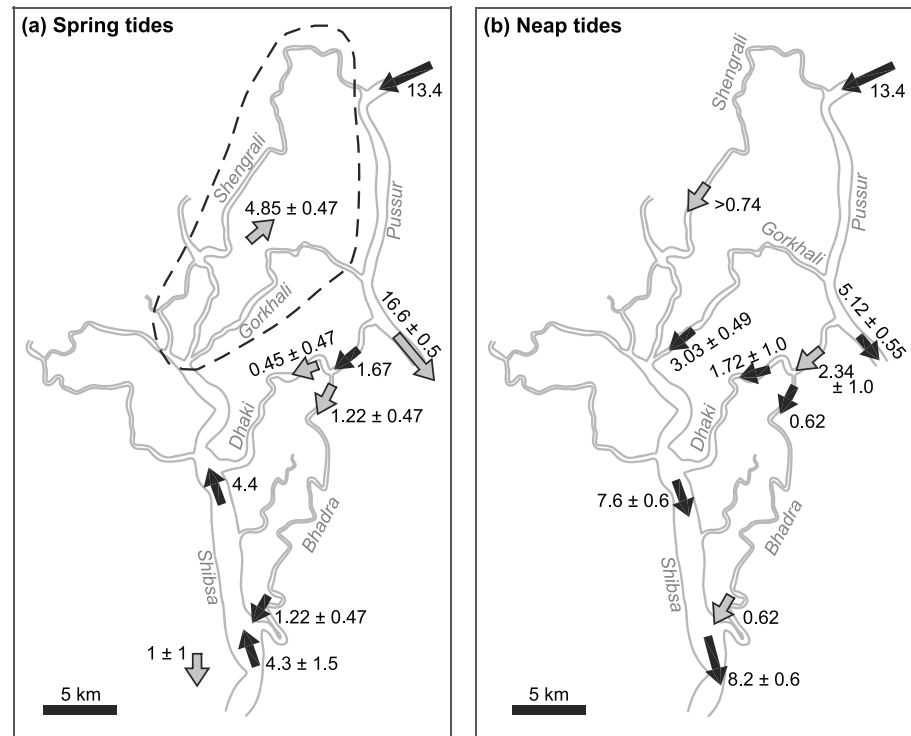 (a) Spring tides
13.4
Shengrali
4.85 ± 0.47
Pussur
Gorkhali
16.6 ± 0.5
0.45 ± 0.47
1.67
1.22 ± 0.47
Dhaki
4.4
Bhadra
Shibsa
1.22 ± 0.47
1 ± 1
4.3 ± 1.5
5 km
(b) Neap tides
Shengrali
13.4
>0.74
Pussur
Gorkhali
5.12 ± 0.55
3.03 ± 0.49
1.72 ± 1.0
2.34
± 1.0
0.62
Dhaki
7.6 ± 0.6
Bhadra
Shibsa
0.62
8.2 ± 0.6
5 km